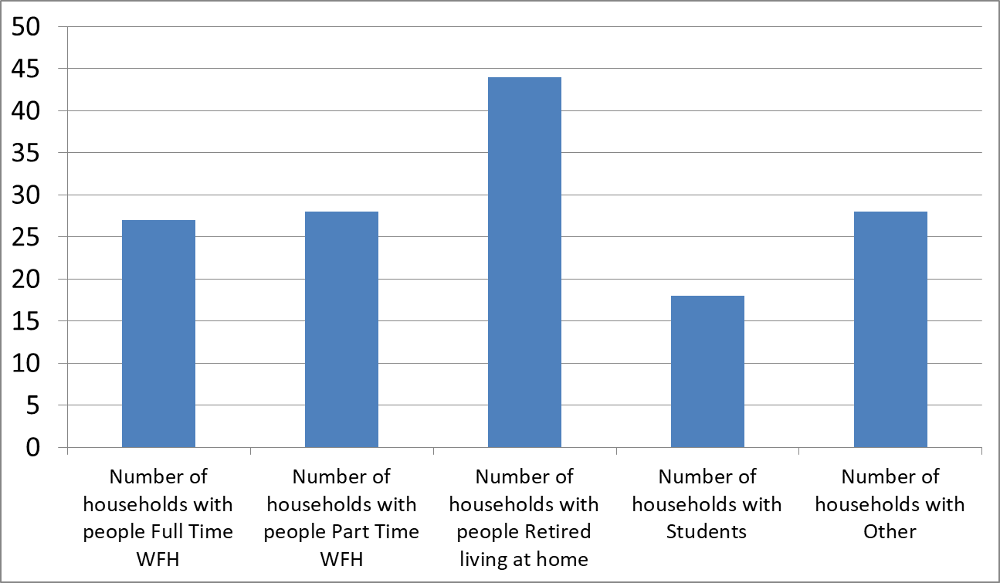 50
45
40
35
30
25
20
15
10
5
0
Number of
households with
people Full Time
WFH
Number of
households with
people Part Time
WFH
Number of
households with
people Retired
living at home
Number of
households with
Students
Number of
households with
Other